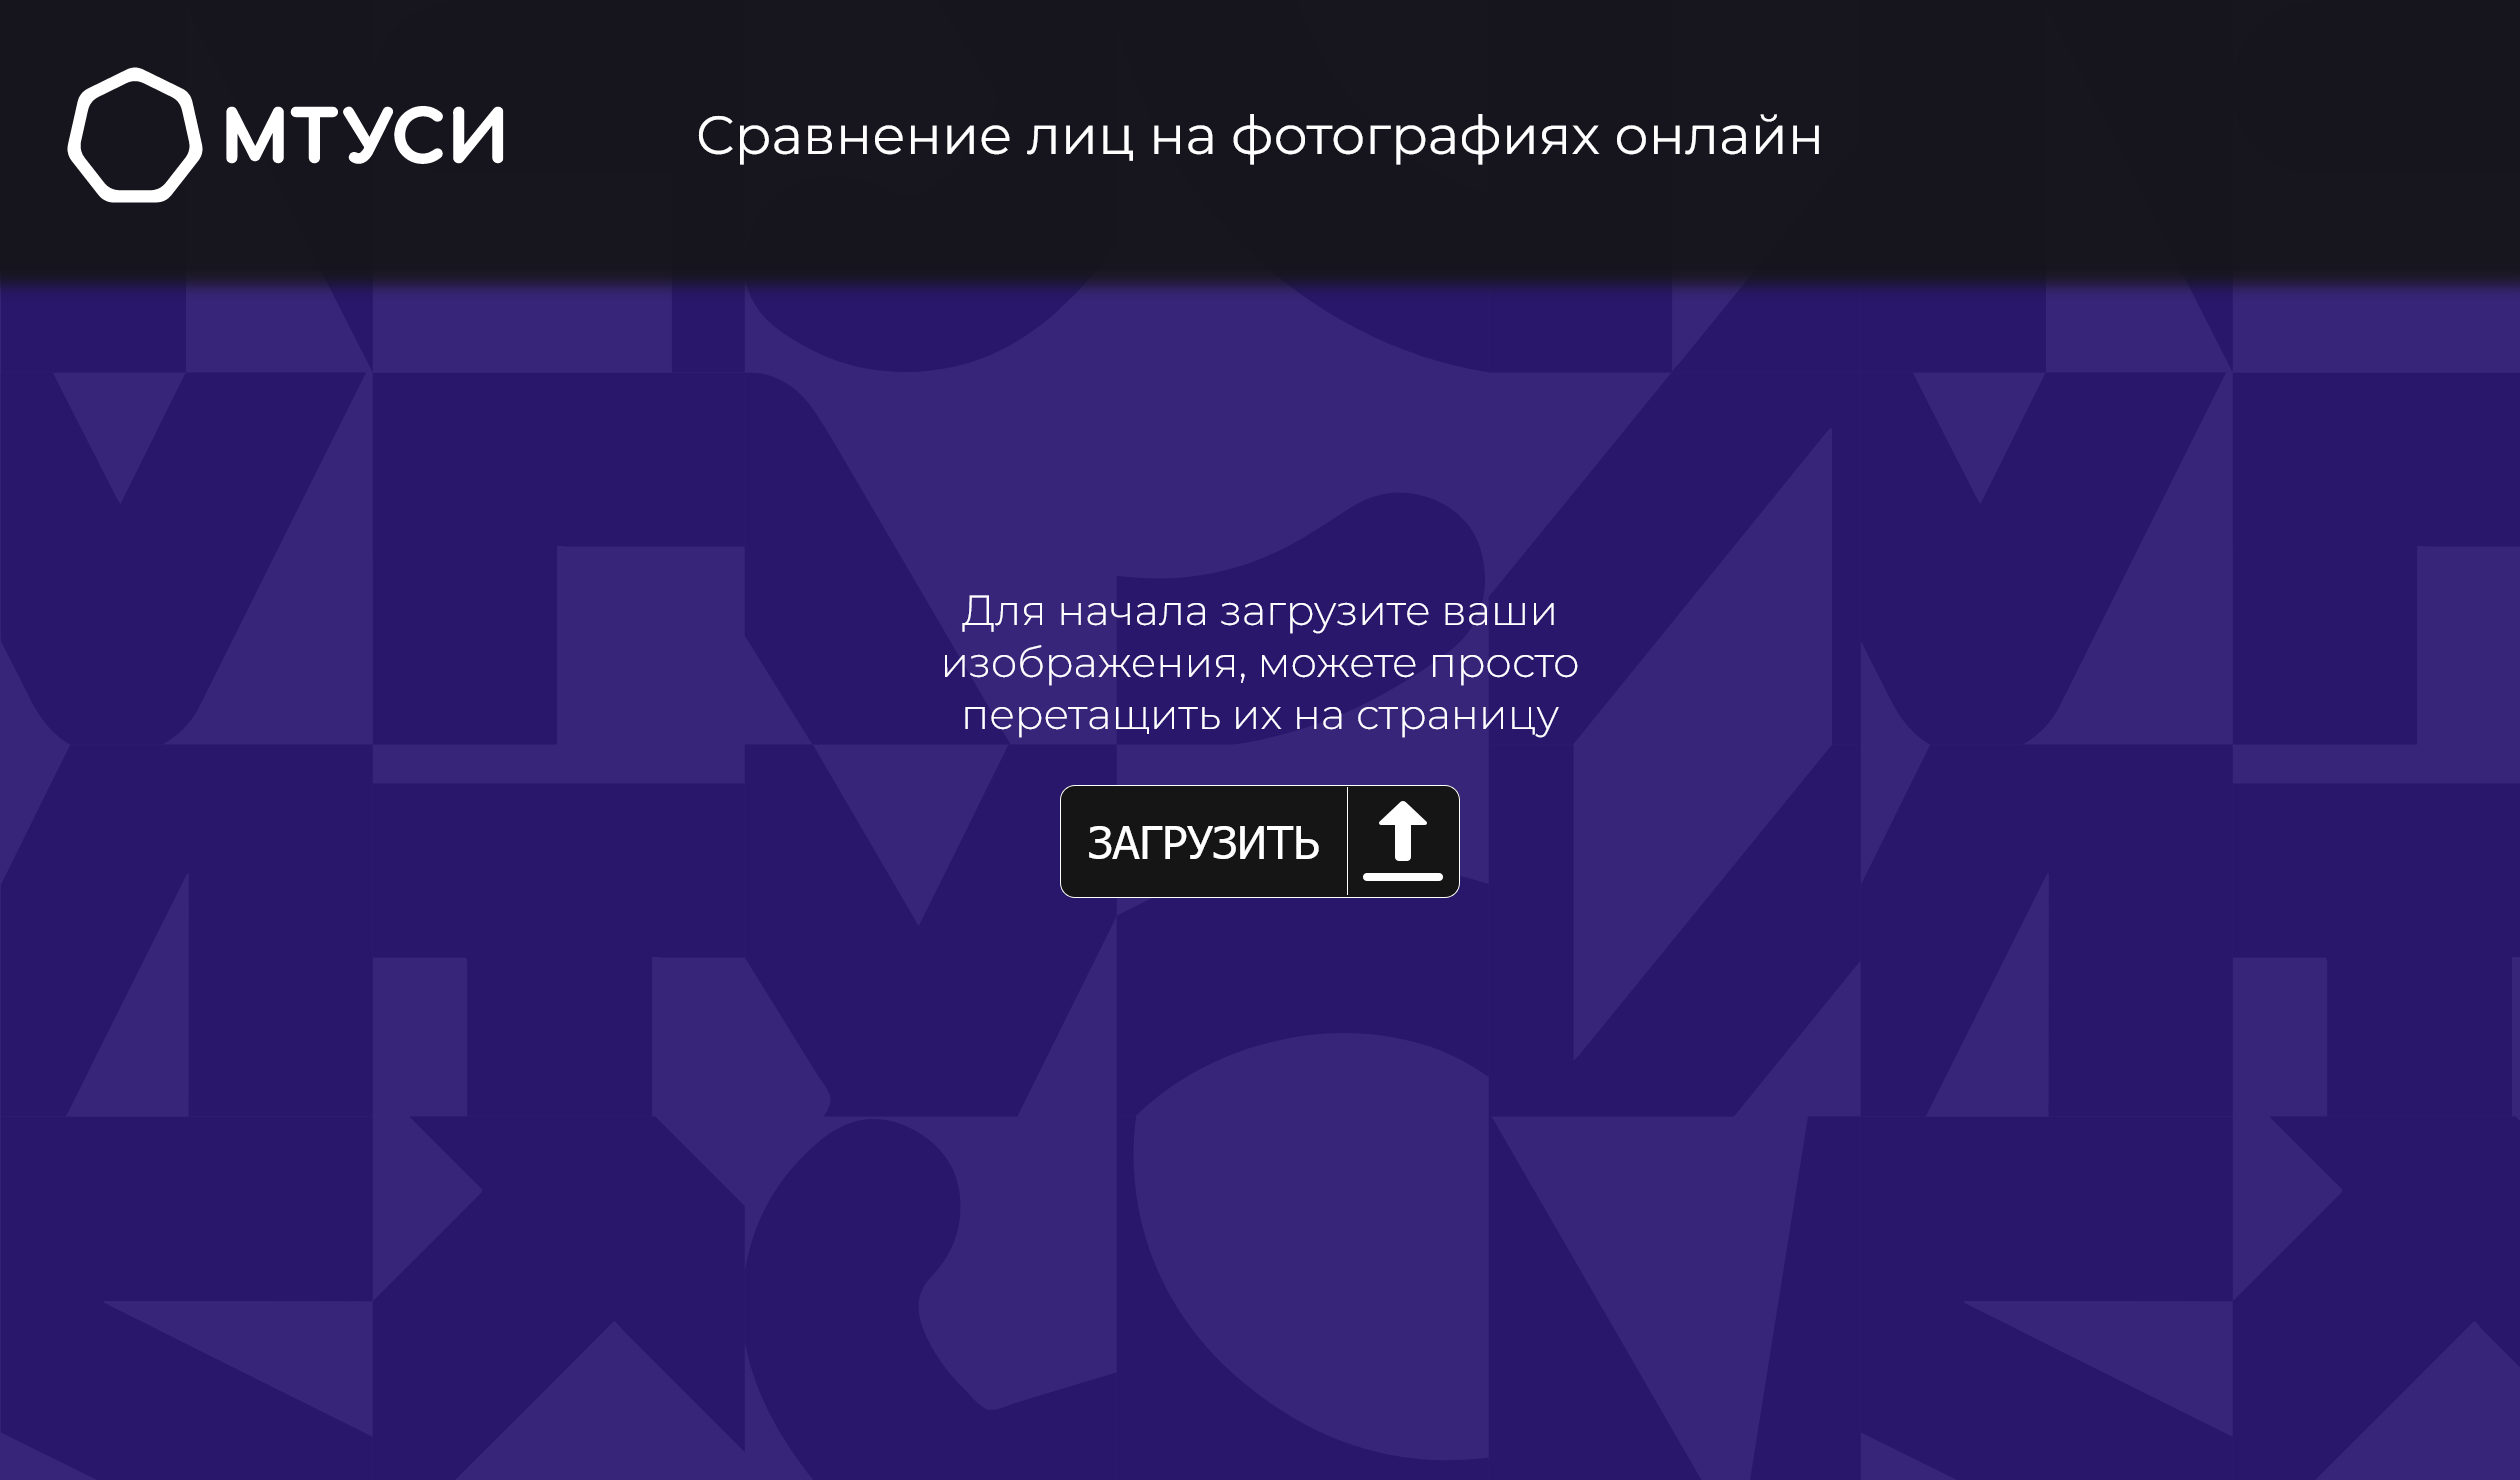 МТУСИ
Сравнение лиц на фотографиях онлайн
Для начала загрузите ваши
изображения, можете просто
перетащить их на страницу
ЗАГРУЗИТЬ